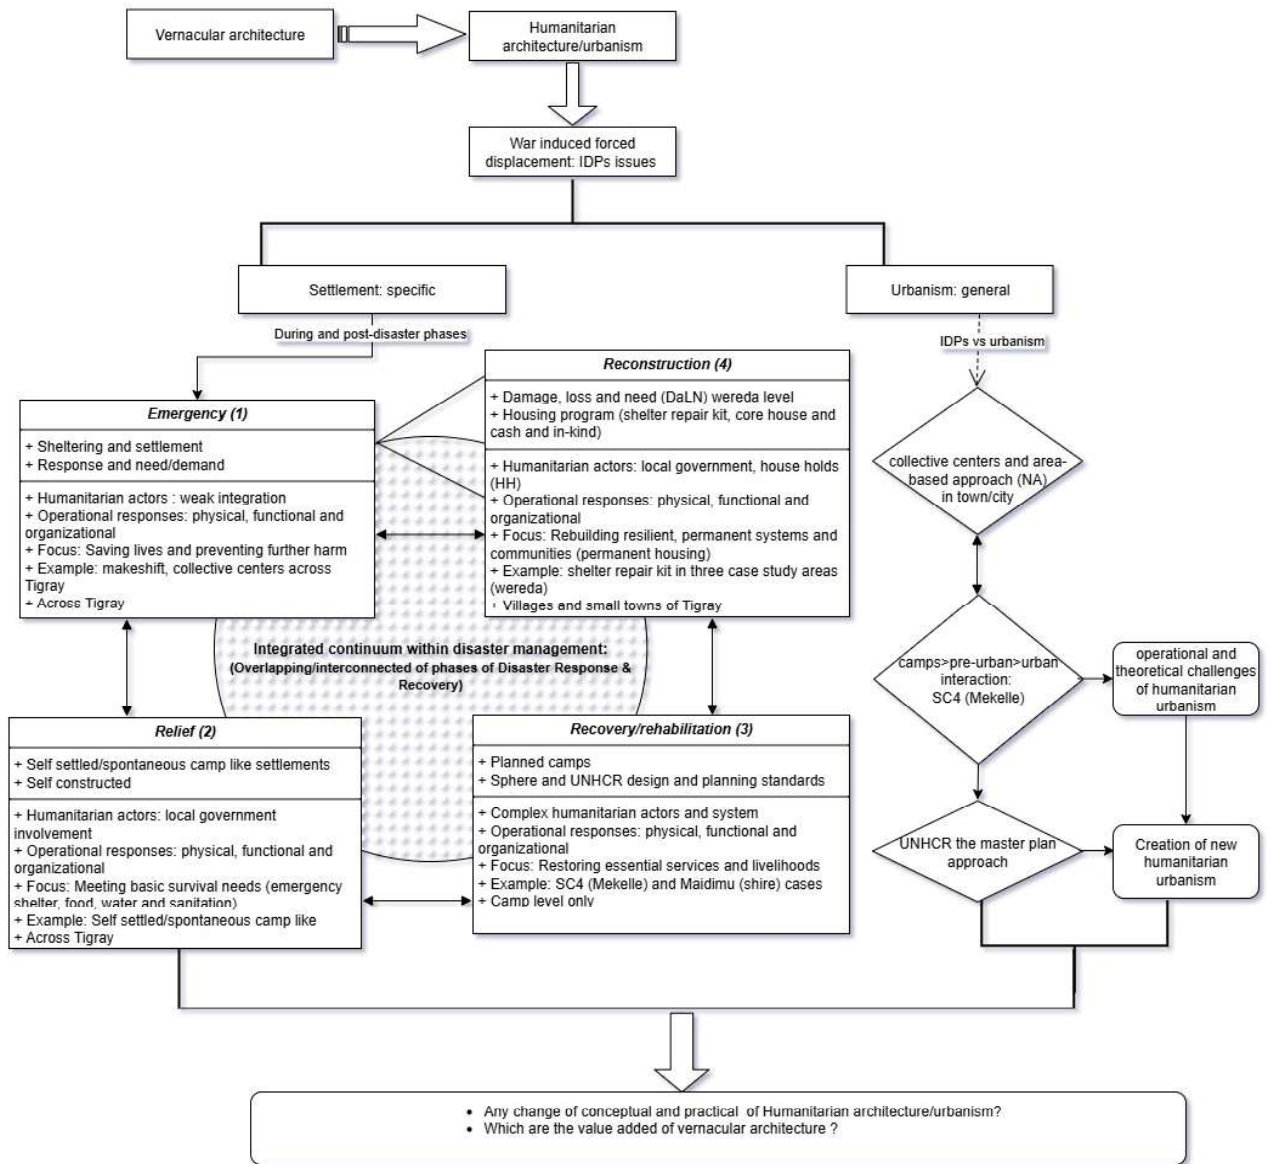 Vernacular architecture
Humanitarian
architecture/urbanism
War induced forced
displacement: IDPs issues
Settlement: specific
Urbanism: general
During and post-disaster phases
IDPs vs urbanism
Emergency (1)
+ Sheltering and settlement
+ Response and need/demand
+ Humanitarian actors : weak integration
+ Operational responses: physical, functional and
organizational
+ Focus: Saving lives and preventing further harm
+ Example: makeshift, collective centers across
Tigray
+ Across Tigray
Reconstruction (4)
+ Damage, loss and need (DaLN) wereda level
+ Housing program (shelter repair kit, core house and
cash and in-kind)
+ Humanitarian actors: local government, house holds
(HH)
+ Operational responses: physical, functional and
organizational
+ Focus: Rebuilding resilient, permanent systems and
communities (permanent housing)
+ Example: shelter repair kit in three case study areas
(wereda)
+ Villages and small towns of Tigray
Integrated continuum within disaster management:
(Overlapping/interconnected of phases of Disaster Response &
Recovery)
Relief (2)
+ Self settled/spontaneous camp like settlements
+ Self constructed
+ Humanitarian actors: local government
involvement
+ Operational responses: physical, functional and
organizational
+ Focus: Meeting basic survival needs (emergency
shelter, food, water and sanitation)
+ Example: Self settled/spontaneous camp like
+ Across Tigray
Recovery/rehabilitation (3)
+ Planned camps
+ Sphere and UNHCR design and planning standards
+ Complex humanitarian actors and system
+ Operational responses: physical, functional and
organizational
+ Focus: Restoring essential services and livelihoods
+ Example: SC4 (Mekelle) and Maidimu (shire) cases
+ Camp level only
collective centers and area-
based approach (NA)
in town/city
camps>pre-urban>urban
interaction:
SC4 (Mekelle)
operational and
theoretical challenges
of humanitarian
urbanism
UNHCR the master plan
approach
Creation of new
humanitarian
urbanism
• Any change of conceptual and practical of Humanitarian architecture/urbanism?
• Which are the value added of vernacular architecture ?